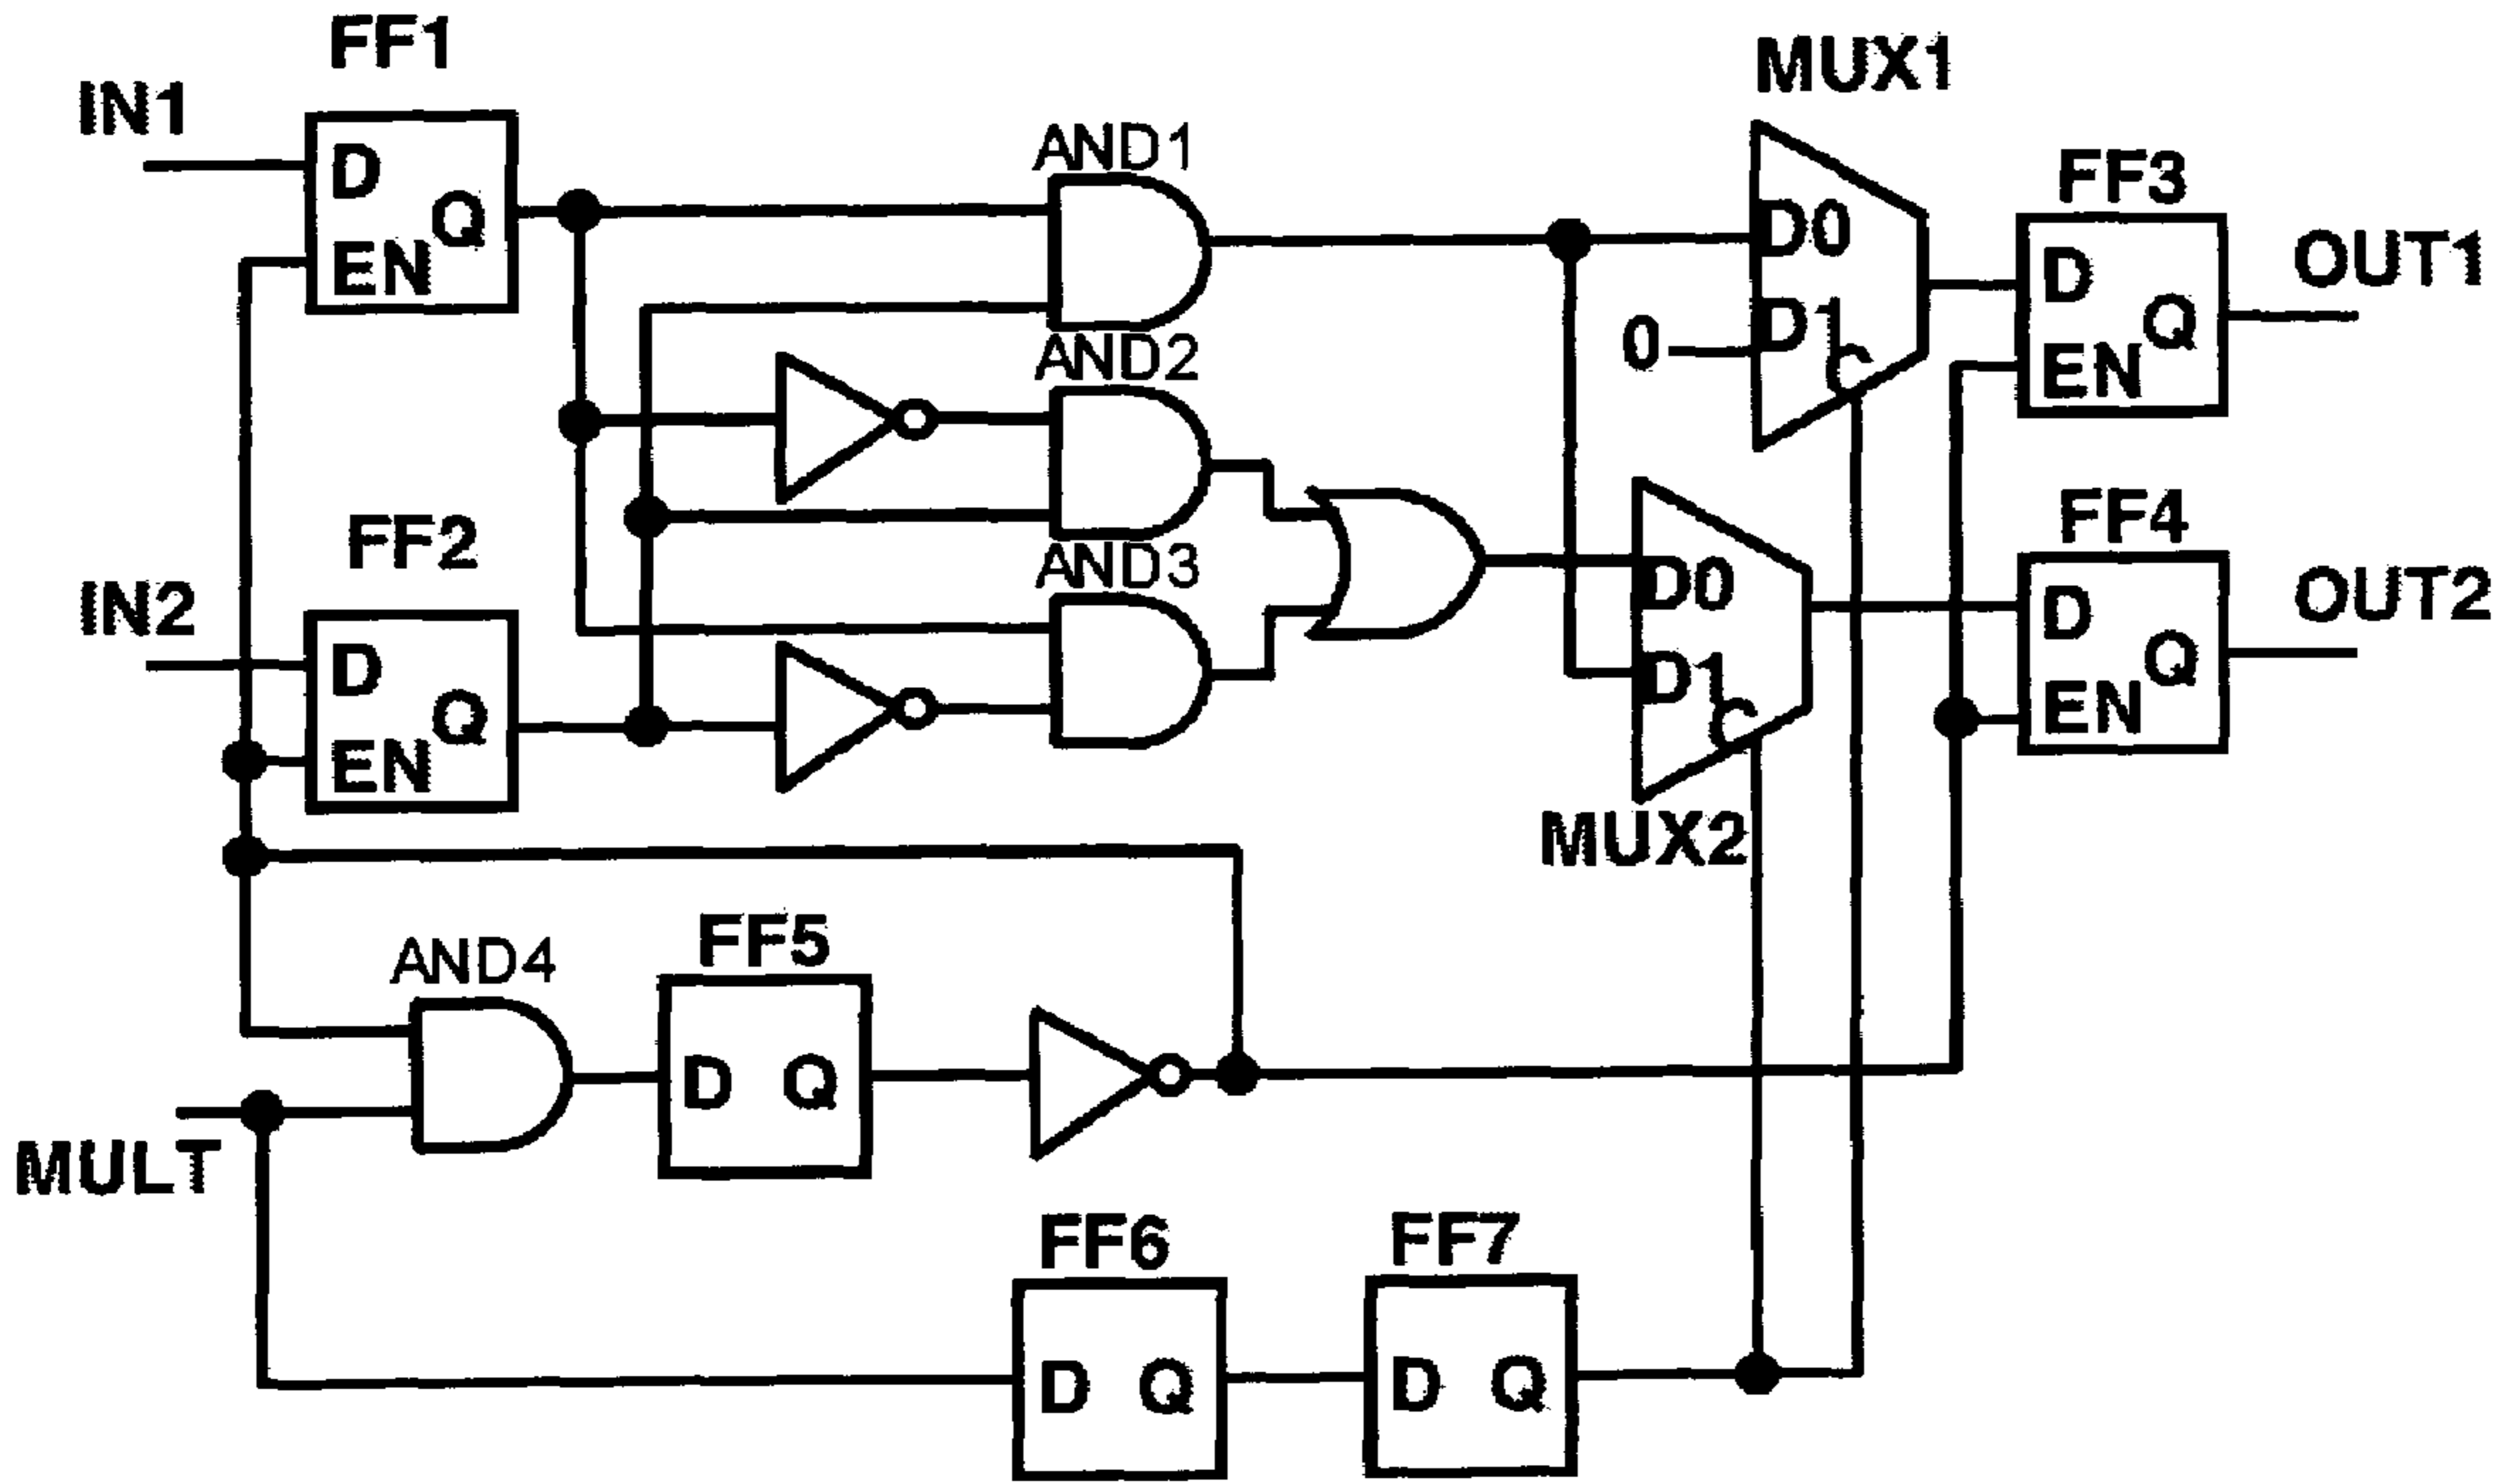 FF1
MUX1
IN1
D
Q
EN
AND1
D0
FF3
OUT1
0
D1
C
D
Q
EN
AND2
FF2
AND3
FF4
IN2
D
Q
EN
D0
D1
C
D
Q
EN
OUT2
MUX2
AND4
FF5
D Q
MULT
FF6
FF7
D Q
D Q